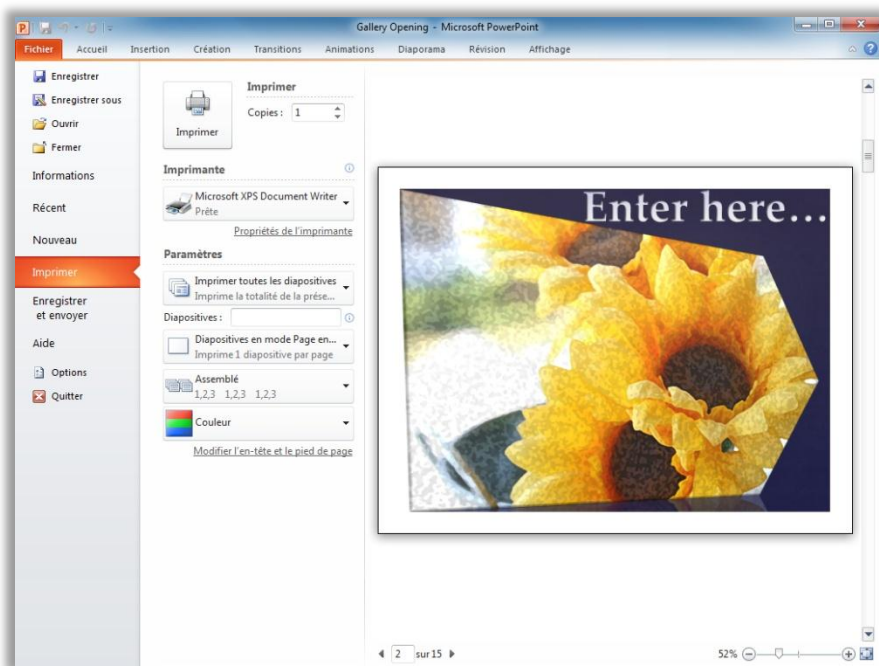 Gallery Opening - Microsoft PowerPoint
Fichier Accueil Insertion Création Transitions Animations Diaporama Révision Affichage
Enregistrer
Enregistrer sous
Ouvrir
Fermer
Informations
Récent
Nouveau
Imprimer
Enregistrer
et envoyer
Aide
Options
Quitter
Imprimer
Imprimer
Copies : 1
Imprimante
Microsoft XPS Document Writer
Prête
Propriétés de l'imprimante
Paramètres
Imprimer toutes les diapositives
Imprime la totalité de la prése...
Diapositives :
Diapositives en mode Page en...
Imprime 1 diapositive par page
Assemblé
1,2,3 1,2,3 1,2,3
Couleur
Modifier l'en-tête et le pied de page
Enter here...
2 sur 15
52%